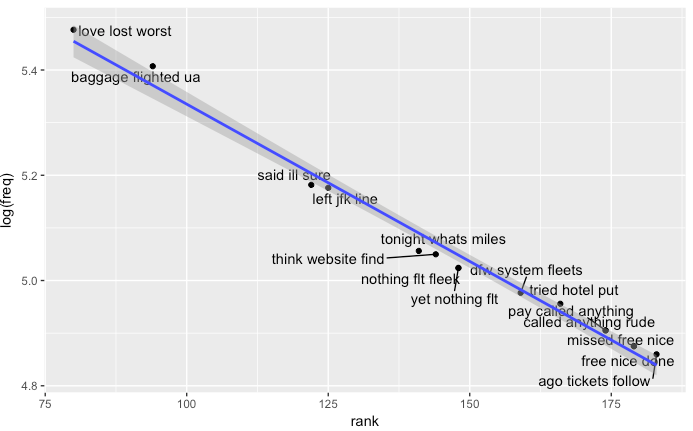 love lost worst
5.4
baggage flighted ua
5.2
said ill sure
left jfk line
log(freq)
tonight whats miles
think website find
dfw system fleets
nothing flt fleek
5.0
tried hotel put
yet nothing flt
pay called anything
called anything rude
missed free nice
free nice done
ago tickets follow
4.8
75
100
125
150
175
rank